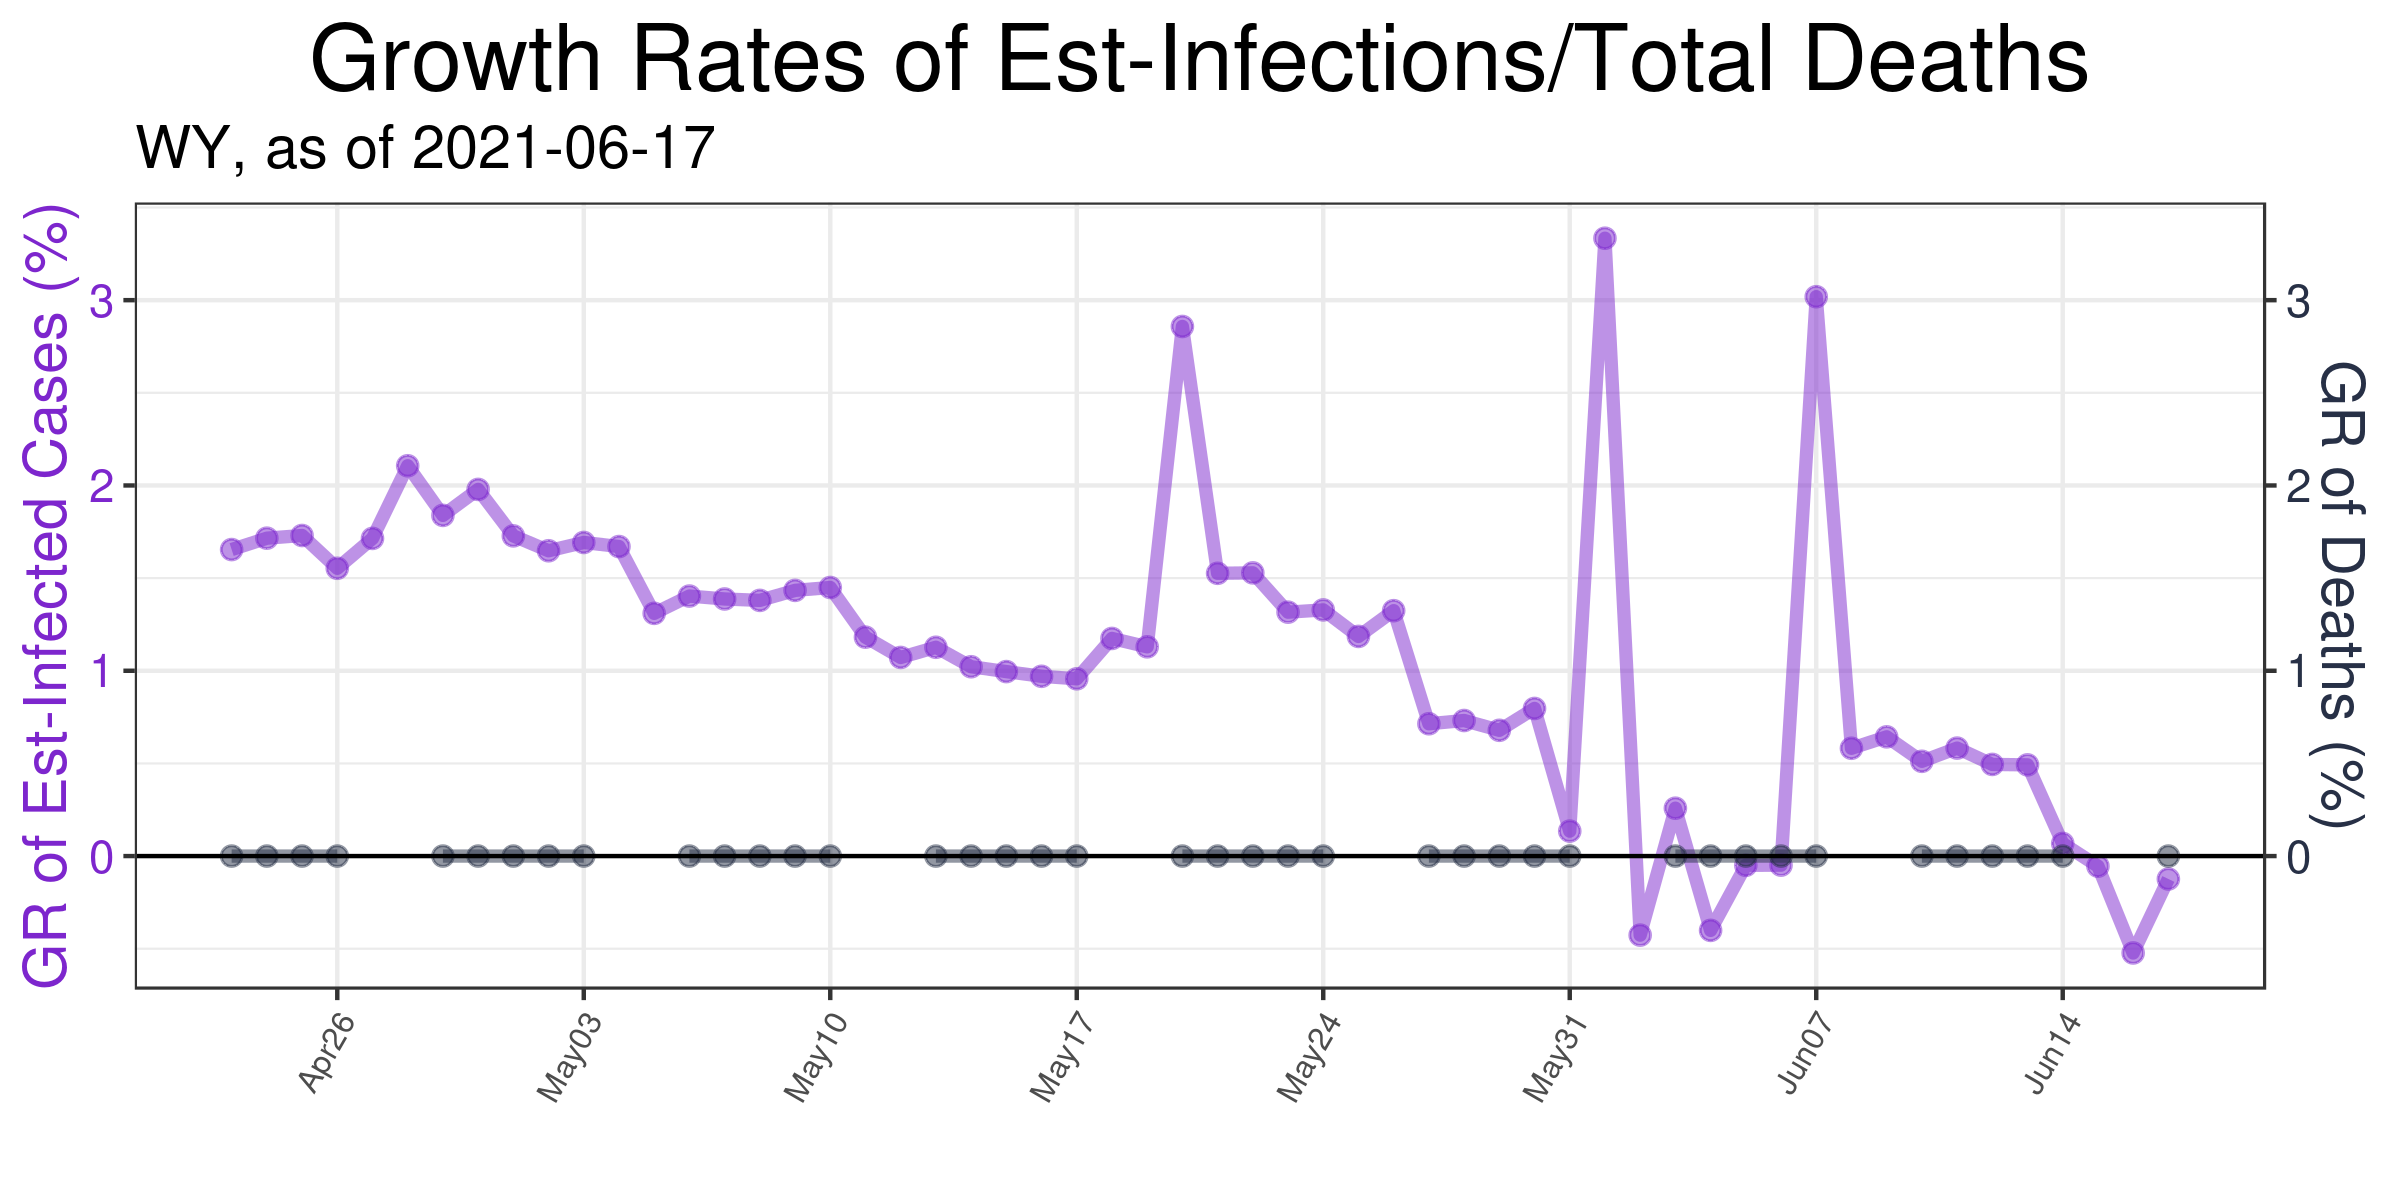 Growth Rates of Est-Infections/Total Deaths
WY, as of 2021-06-17
GR of Est-Infected Cases (%)
3
2
1
0
3
2
1
0
GR of Deaths (%)
Apr26
May03
May10
May17
May24
May31
Jun07
Jun14